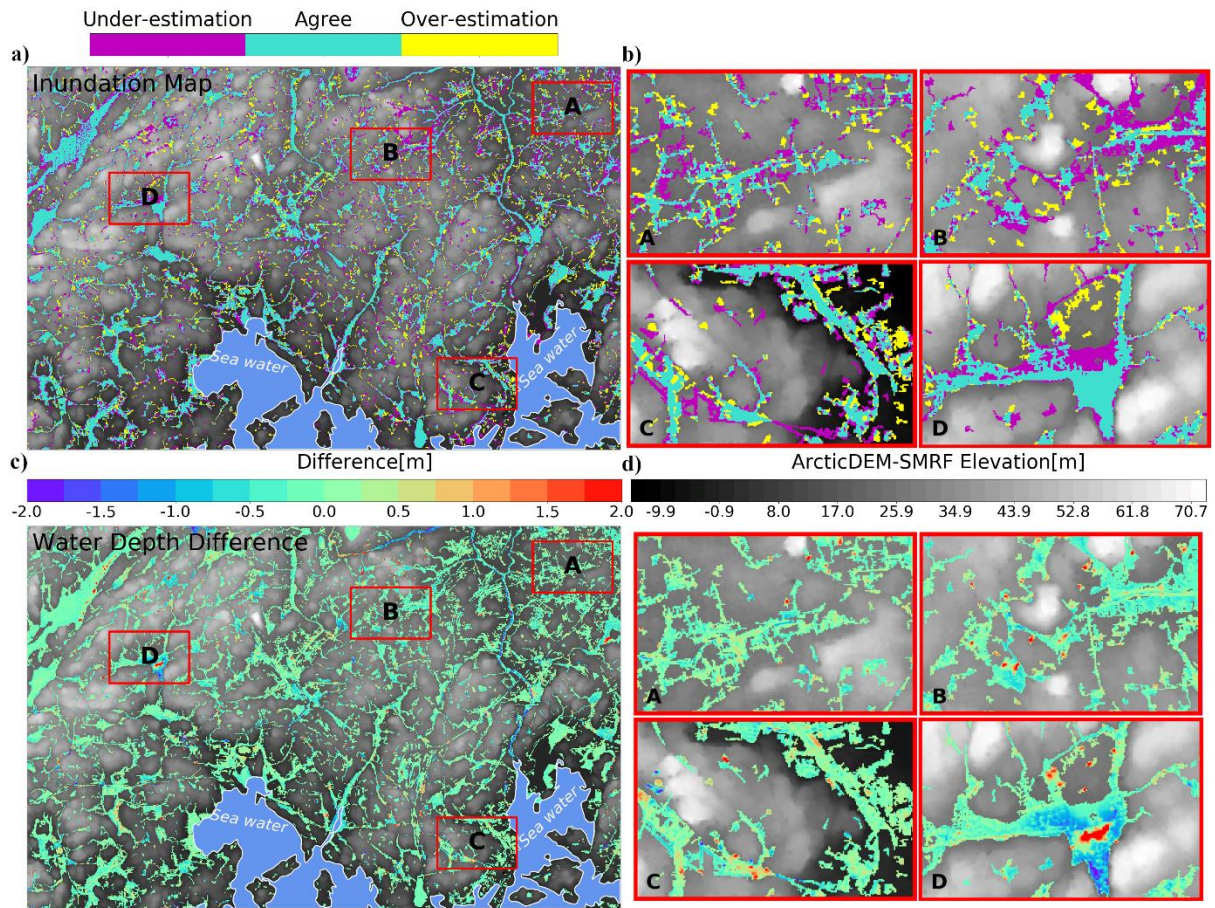 Under-estimation Agree Over-estimation
a)
b)
Inundation Map
A
B
D
C
Sea water
Sea water
A
B
C
D
c)
Difference[m]
d)
ArcticDEM-SMRF Elevation[m]
-2.0 -1.5 -1.0 -0.5 0.0 0.5 1.0 1.5 2.0
-9.9 -0.9 8.0 17.0 25.9 34.9 43.9 52.8 61.8 70.7
Water Depth Difference
A
B
D
C
Sea water
Sea water
A
B
C
D